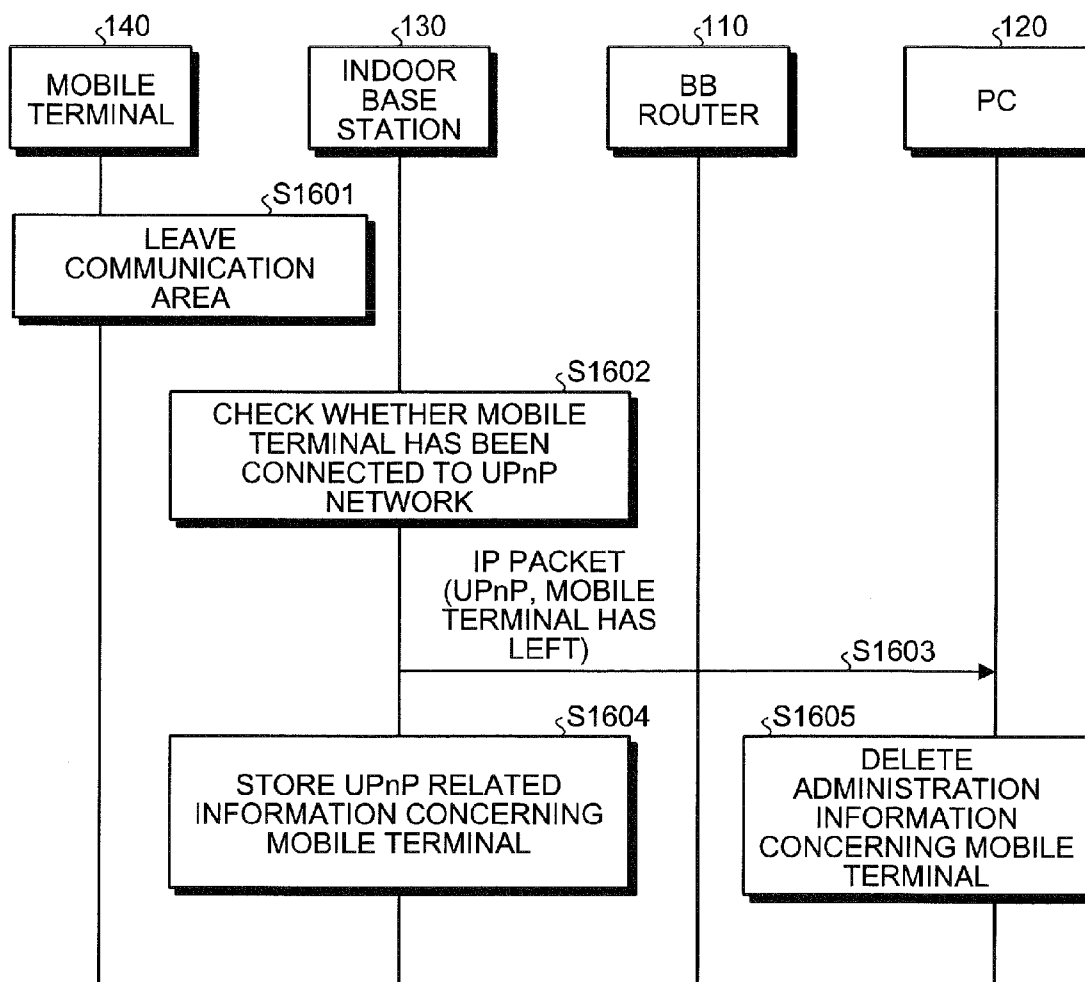 140
130
110
120
MOBILE
TERMINAL
INDOOR
BASE
STATION
BB
ROUTER
PC
S1601
LEAVE
COMMUNICATION
AREA
S1602
CHECK WHETHER MOBILE
TERMINAL HAS BEEN
CONNECTED TO UPnP
NETWORK
IP PACKET
(UPnP, MOBILE
TERMINAL HAS
LEFT)
S1603
S1604
STORE UPnP RELATED
INFORMATION CONCERNING
MOBILE TERMINAL
S1605
DELETE
ADMINISTRATION
INFORMATION
CONCERNING MOBILE
TERMINAL